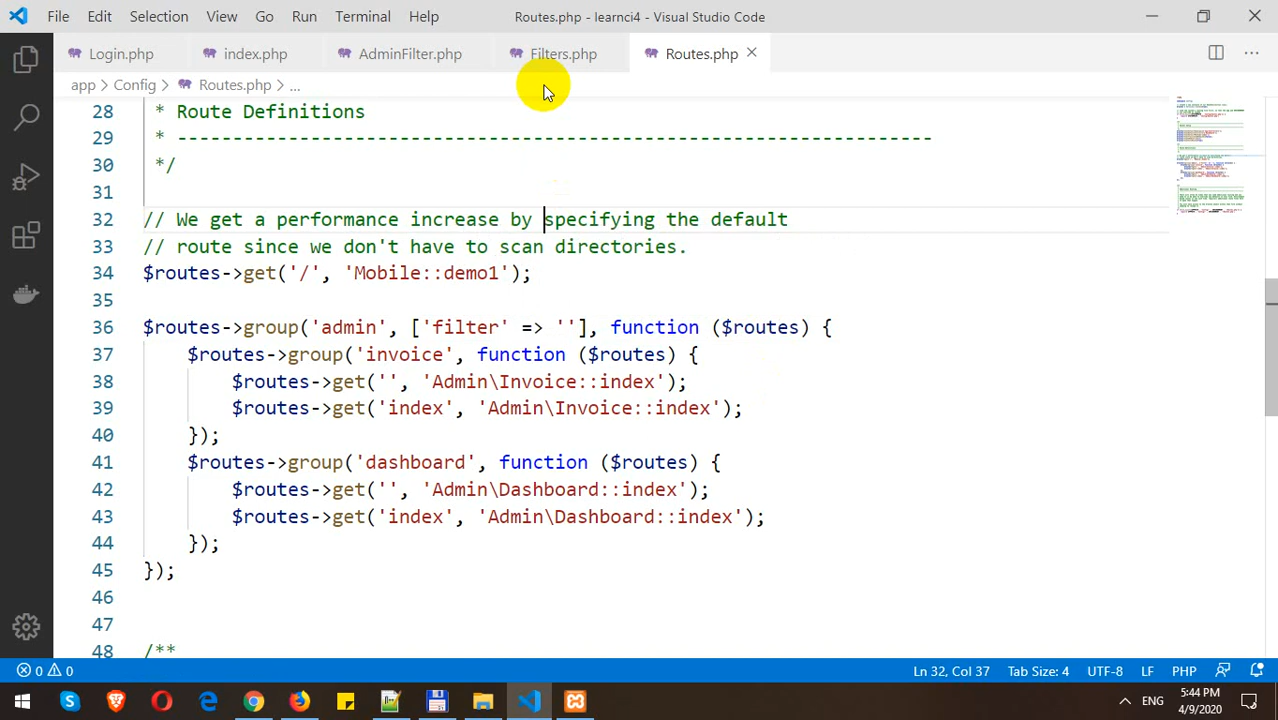 File Edit Selection View Go Run Terminal Help Routes.php - learnci4 - Visual Studio Code
Login.php index.php AdminFilter.php Filters.php Routes.php
app > Config > Routes.php > ...
28 * Route Definitions
29 * --------------------------------------------------------------------
30 */
31
32 // We get a performance increase by specifying the default
33 // route since we don't have to scan directories.
34 $routes->get('/', 'Mobile::demo1');
35
36 $routes->group('admin', ['filter' => ''], function ($routes) {
37 $routes->group('invoice', function ($routes) {
38 $routes->get('', 'Admin\Invoice::index');
39 $routes->get('index', 'Admin\Invoice::index');
40 });
41 $routes->group('dashboard', function ($routes) {
42 $routes->get('', 'Admin\Dashboard::index');
43 $routes->get('index', 'Admin\Dashboard::index');
44 });
45 });
46
47
48 /**
0 0 Ln 32, Col 37 Tab Size: 4 UTF-8 LF PHP
ENG 5:44 PM
4/9/2020